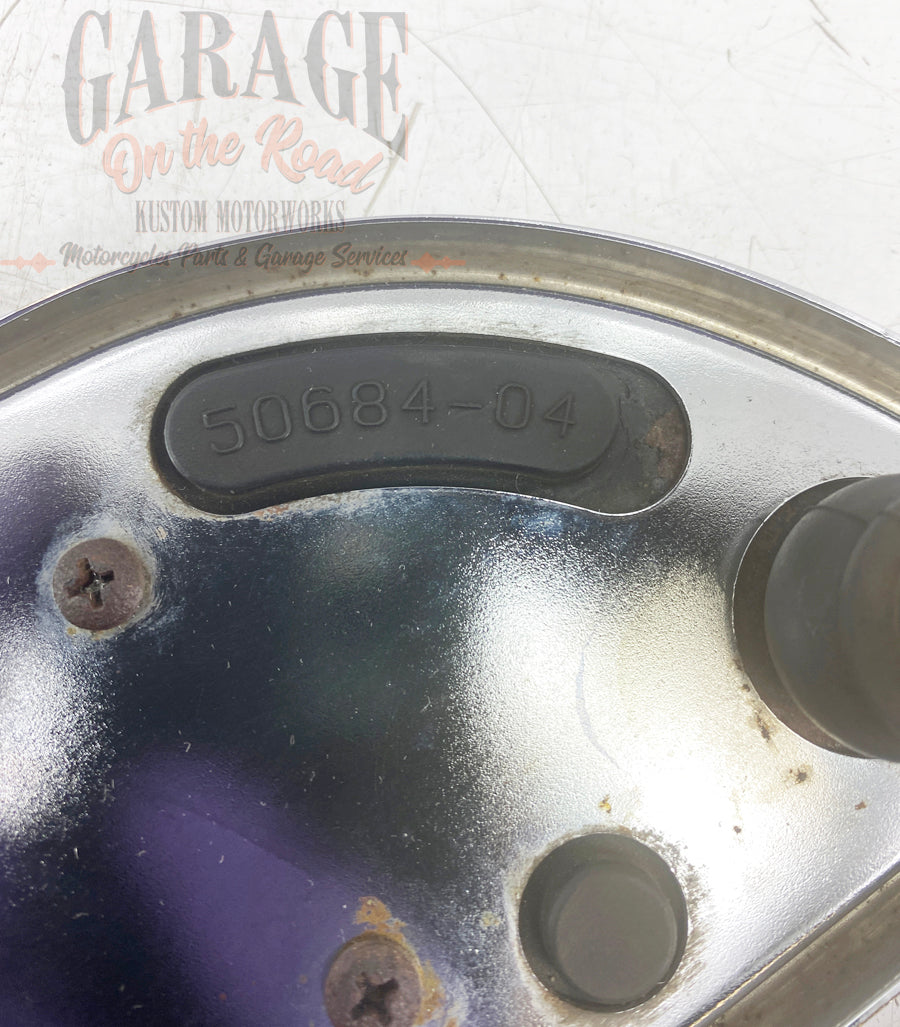 GARAGE
On the Road
KUSTOM MOTORWORKS
Motorcycles Parts & Garage Services
50684-04